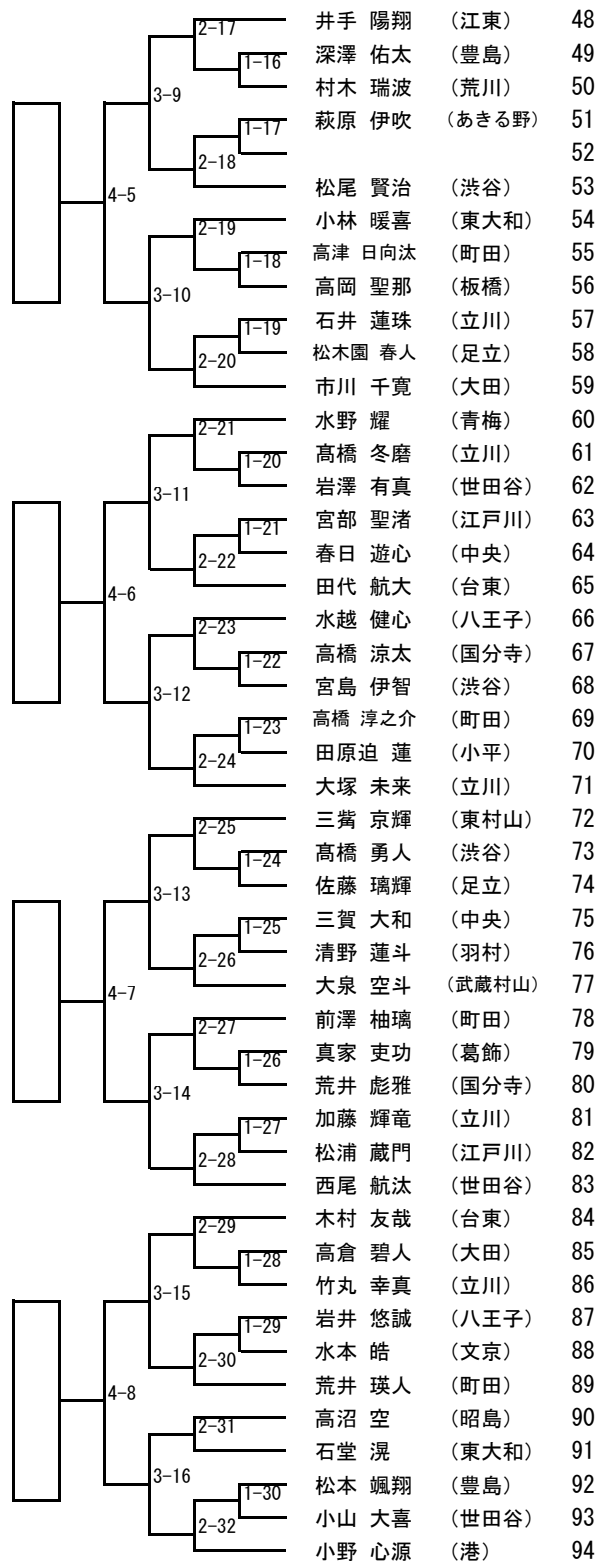 井手 陽翔 （江東） 48
2-17
深澤 佑太 （豊島） 49
1-16
村木 瑞波 （荒川） 50
3-9
萩原 伊吹 （あきる野） 51
1-17
52
2-18
松尾 賢治 （渋谷） 53
4-5
小林 暖喜 （東大和） 54
2-19
高津 日向汰 （町田） 55
1-18
高岡 聖那 （板橋） 56
3-10
石井 蓮珠 （立川） 57
1-19
松木園 春人 （足立） 58
2-20
市川 千寛 （大田） 59
水野 耀 （青梅） 60
2-21
髙橋 冬磨 （立川） 61
1-20
岩澤 有真 （世田谷） 62
3-11
宮部 聖渚 （江戸川） 63
1-21
春日 遊心 （中央） 64
2-22
田代 航大 （台東） 65
4-6
水越 健心 （八王子） 66
2-23
高橋 涼太 （国分寺） 67
1-22
宮島 伊智 （渋谷） 68
3-12
高橋 淳之介 （町田） 69
1-23
田原迫 蓮 （小平） 70
2-24
大塚 未来 （立川） 71
三觜 京輝 （東村山） 72
2-25
髙橋 勇人 （渋谷） 73
1-24
佐藤 璃輝 （足立） 74
3-13
三賀 大和 （中央） 75
1-25
清野 蓮斗 （羽村） 76
2-26
大泉 空斗 （武蔵村山） 77
4-7
前澤 柚璃 （町田） 78
2-27
真家 吏功 （葛飾） 79
1-26
荒井 彪雅 （国分寺） 80
3-14
加藤 輝竜 （立川） 81
1-27
松浦 蔵門 （江戸川） 82
2-28
西尾 航汰 （世田谷） 83
木村 友哉 （台東） 84
2-29
高倉 碧人 （大田） 85
1-28
竹丸 幸真 （立川） 86
3-15
岩井 悠誠 （八王子） 87
1-29
水本 皓 （文京） 88
2-30
荒井 瑛人 （町田） 89
4-8
高沼 空 （昭島） 90
2-31
石堂 滉 （東大和） 91
3-16
松本 颯翔 （豊島） 92
1-30
小山 大喜 （世田谷） 93
2-32
小野 心源 （港） 94